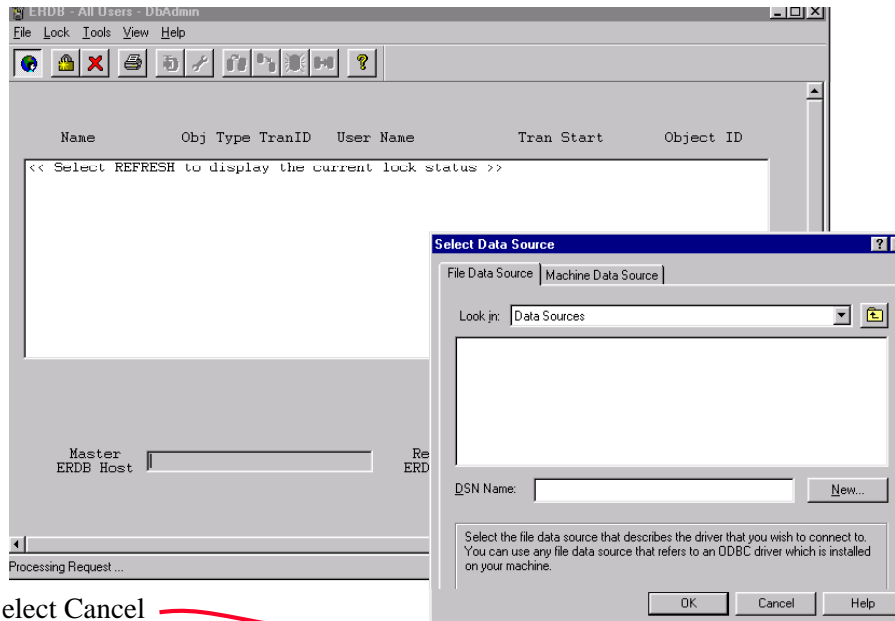 ERDB - All Users - DbAdmin
File Lock Tools View Help
Name Obj Type TranID User Name Tran Start Object ID
<< Select REFRESH to display the current lock status >>
Master
ERDB Host
Re
ERD
Processing Request ...
Select Data Source
File Data Source Machine Data Source
Look in: Data Sources
DSN Name: New...
Select the file data source that describes the driver that you wish to connect to.
You can use any file data source that refers to an ODBC driver which is installed
on your machine.
OK Cancel Help
elect Cancel